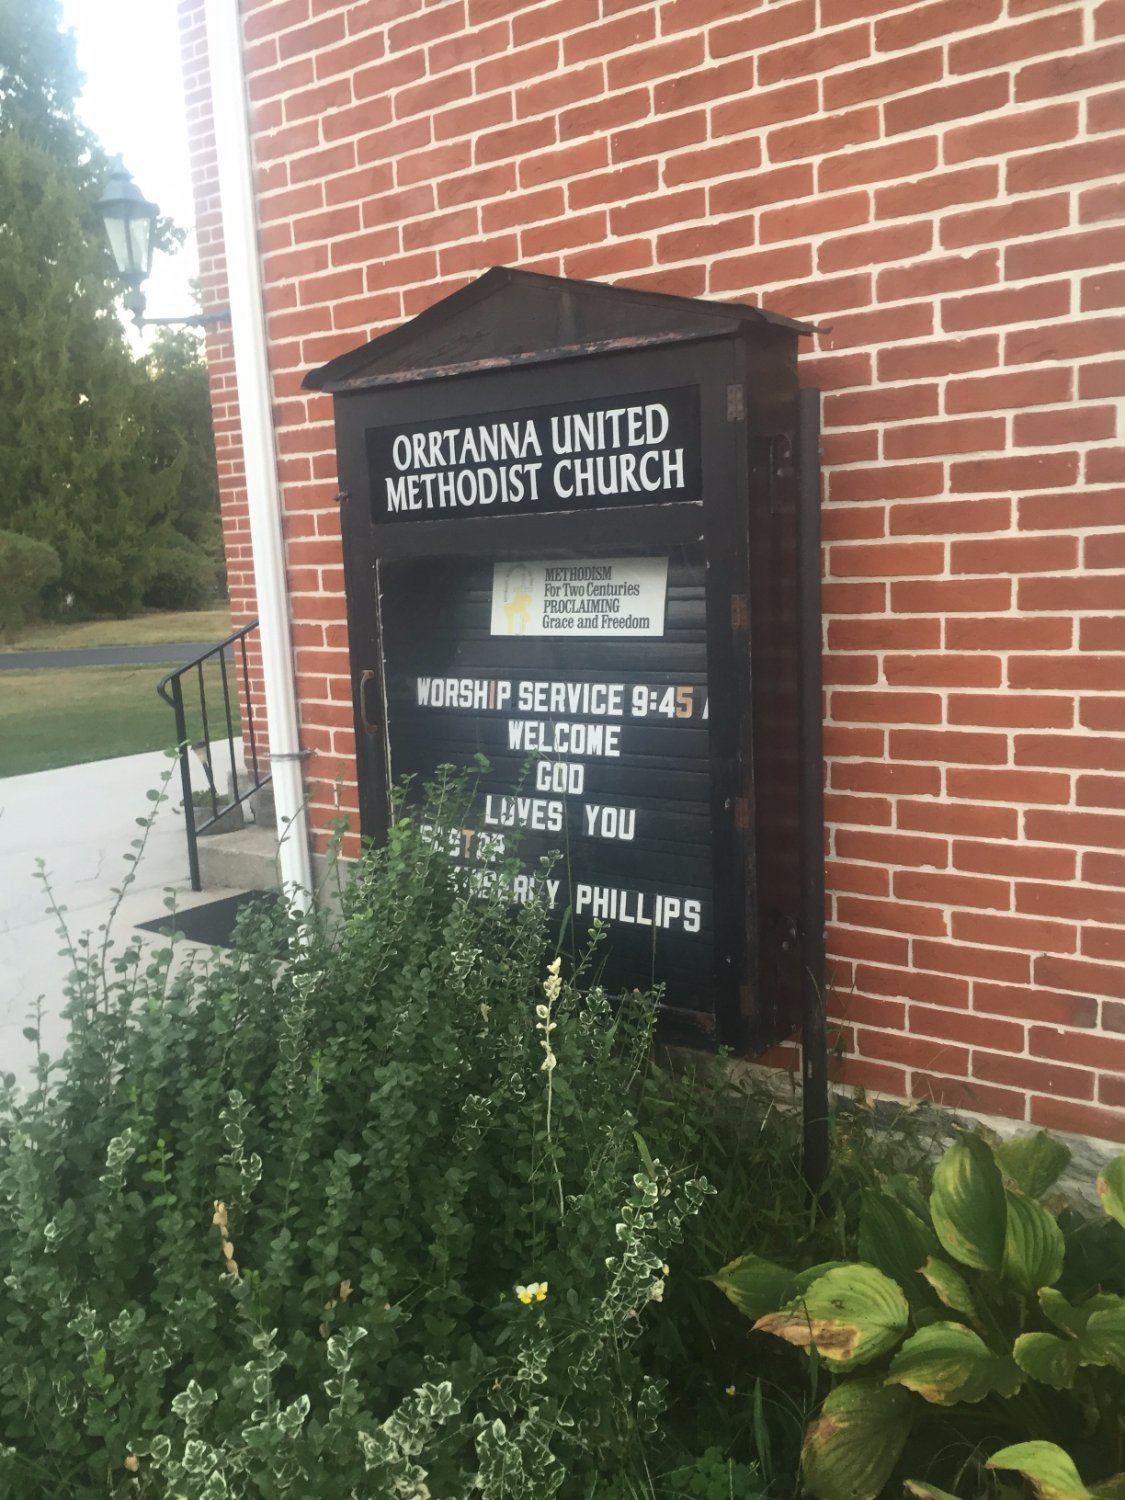 ORRTANNA UNITED
METHODIST CHURCH
METHODISM
For Two Centuries
PROCLAIMING
Grace and Freedom
WORSHIP SERVICE 9:45
WELCOME
GOD
LOVES YOU
PASTOR
PHILLIPS